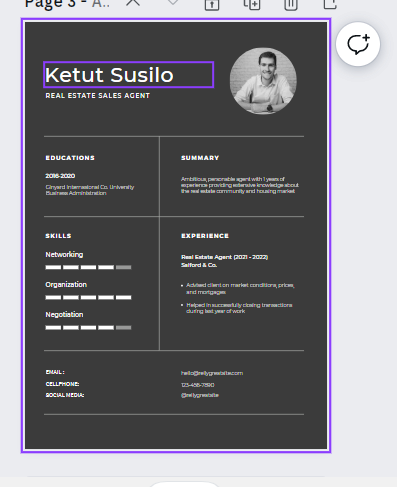 Page 3 - A..
Ketut Susilo
REAL ESTATE SALES AGENT
EDUCATIONS
2016-2020
Ginyard International Co. University
Business Administration
SUMMARY
Ambitious, personable agent with 1 years of
experience providing extensive knowledge about
the real estate community and housing market
SKILLS
Networking
Organization
Negotiation
EXPERIENCE
Real Estate Agent (2021 - 2022)
Salford & Co.
• Advised client on market conditions, prices,
and mortgages
• Helped in successfully closing transactions
during last year of work
EMAIL :
hello@reallygreatsite.com
CELLPHONE:
123-456-7890
SOCIAL MEDIA:
@reallygreatsite